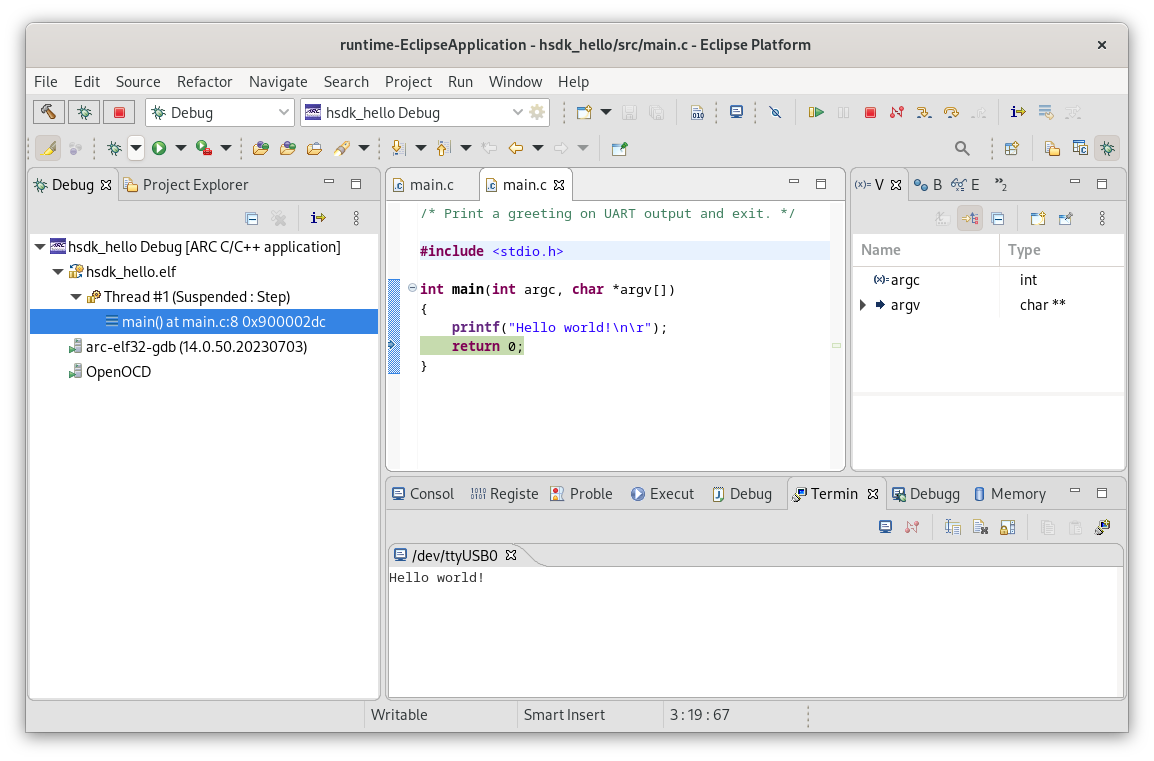 runtime-EclipseApplication - hsdk_hello/src/main.c - Eclipse Platform
File Edit Source Refactor Navigate Search Project Run Window Help
Debug
hsdk_hello Debug
Debug
Project Explorer
hsdk_hello Debug [ARC C/C++ application]
hsdk_hello.elf
Thread #1 (Suspended : Step)
main() at main.c:8 0x900002dc
arc-elf32-gdb (14.0.50.20230703)
OpenOCD
main.c
main.c
/* Print a greeting on UART output and exit. */
#include <stdio.h>
int main(int argc, char *argv[])
{
printf("Hello world!\n\r");
return 0;
}
(x)= V
B
E
»2
Name Type
(x)= argc int
argv char **
Consol
Registe
Proble
Execut
Debug
Termin
Debugg
Memory
/dev/ttyUSB0
Hello world!
Writable
Smart Insert
3 : 19 : 67